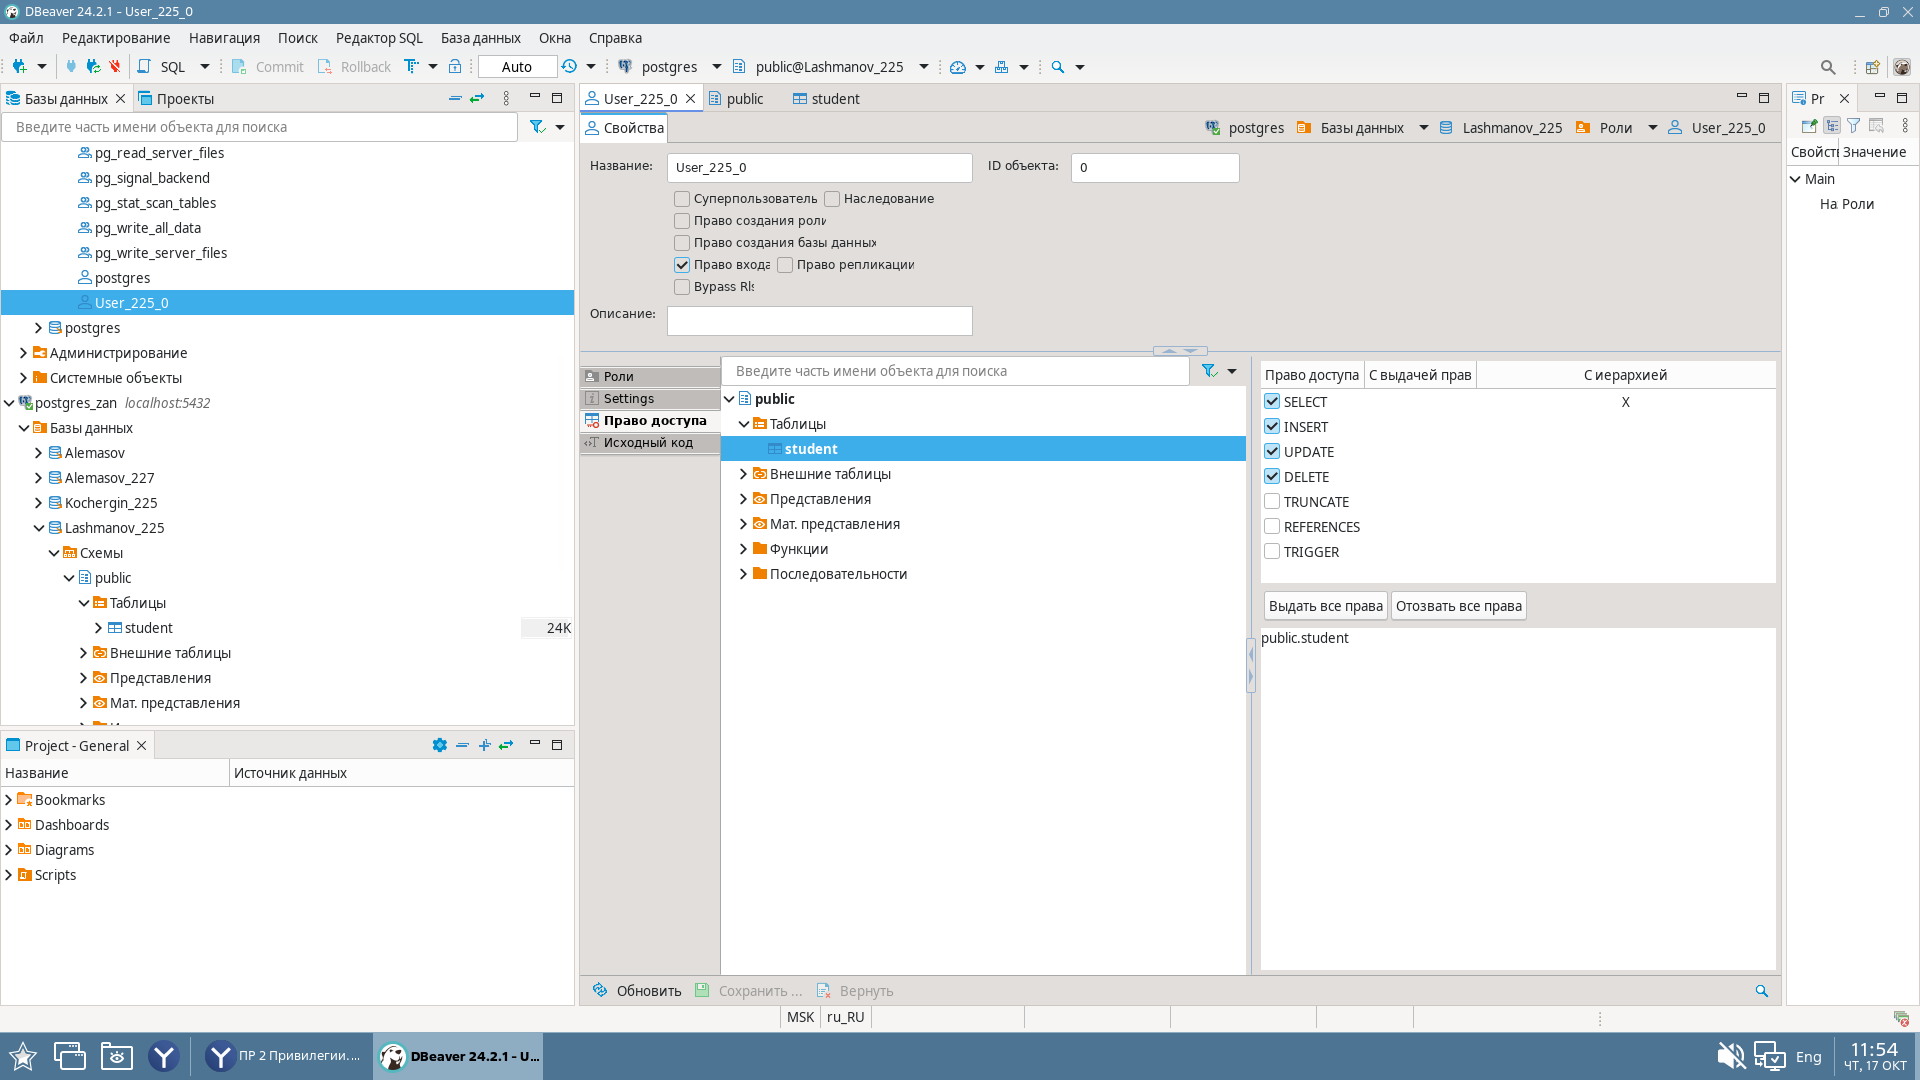 DBeaver 24.2.1 - User_225_0
Файл Редактирование Навигация Поиск Редактор SQL База данных Окна Справка
SQL Commit Rollback Auto postgres public@Lashmanov_225
Базы данных Проекты
Введите часть имени объекта для поиска
pg_read_server_files
pg_signal_backend
pg_stat_scan_tables
pg_write_all_data
pg_write_server_files
postgres
User_225_0
postgres
Администрирование
Системные объекты
postgres_zan localhost:5432
Базы данных
Alemasov
Alemasov_227
Kochergin_225
Lashmanov_225
Схемы
public
Таблицы
student 24K
Внешние таблицы
Представления
Мат. представления
Project - General
Название Источник данных
Bookmarks
Dashboards
Diagrams
Scripts
User_225_0 public student
Свойства postgres Базы данных Lashmanov_225 Роли User_225_0
Название: User_225_0 ID объекта: 0
Суперпользователь Наследование
Право создания роли
Право создания базы данных
Право входа Право репликации
Bypass Rls
Описание:
Роли
Settings
Право доступа
Исходный код
Введите часть имени объекта для поиска
public
Таблицы
student
Внешние таблицы
Представления
Мат. представления
Функции
Последовательности
Право доступа С выдачей прав С иерархией
SELECT X
INSERT
UPDATE
DELETE
TRUNCATE
REFERENCES
TRIGGER
Выдать все права Отозвать все права
public.student
Обновить Сохранить ... Вернуть
Pr
Свойст Значение
Main
На Роли
MSK ru_RU
ПР 2 Привилегии.... DBeaver 24.2.1 - U... Eng 11:54
ЧТ, 17 ОКТ